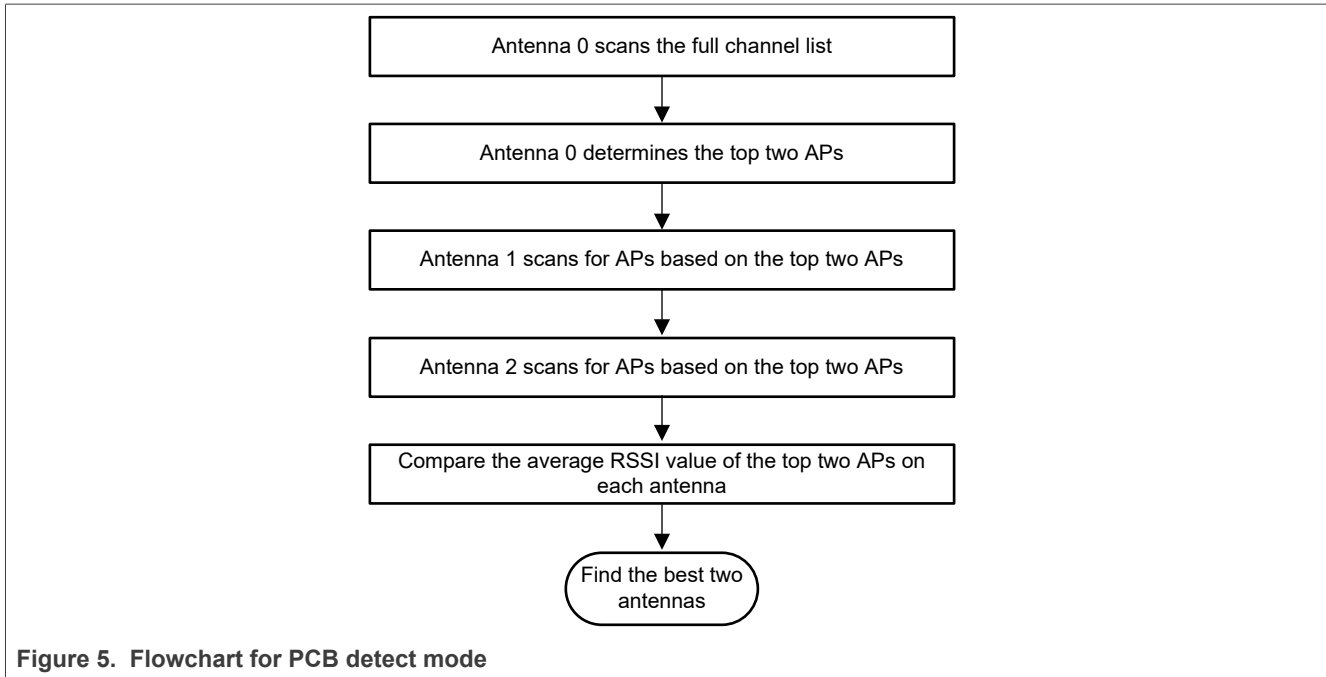 Antenna 0 scans the full channel list
Antenna 0 determines the top two APs
Antenna 1 scans for APs based on the top two APs
Antenna 2 scans for APs based on the top two APs
Compare the average RSSI value of the top two APs on
each antenna
Find the best two
antennas
Figure 5. Flowchart for PCB detect mode